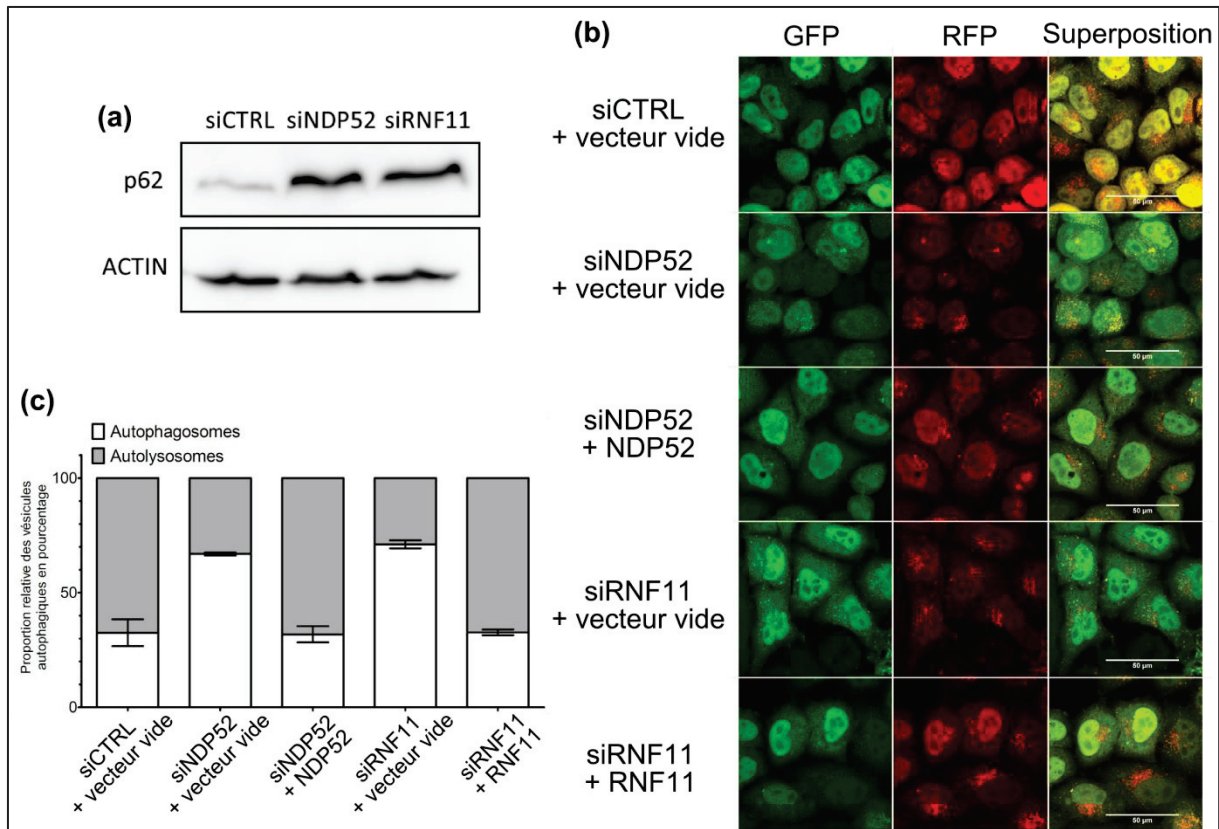 (a)
siCTRL siNDP52 siRNF11
p62
ACTIN
(b)
GFP RFP Superposition
siCTRL
+ vecteur vide
50 µm
siNDP52
+ vecteur vide
50 µm
siNDP52
+ NDP52
50 µm
siRNF11
+ vecteur vide
50 µm
siRNF11
+ RNF11
50 µm
(c)
Autophagosomes
Autolysosomes
Proportion relative des vésicules
autophagiques en pourcentage
100
50
0
siCTRL
+ vecteur vide
siNDP52
+ vecteur vide
siNDP52
+ NDP52
siRNF11
+ vecteur vide
siRNF11
+ RNF11